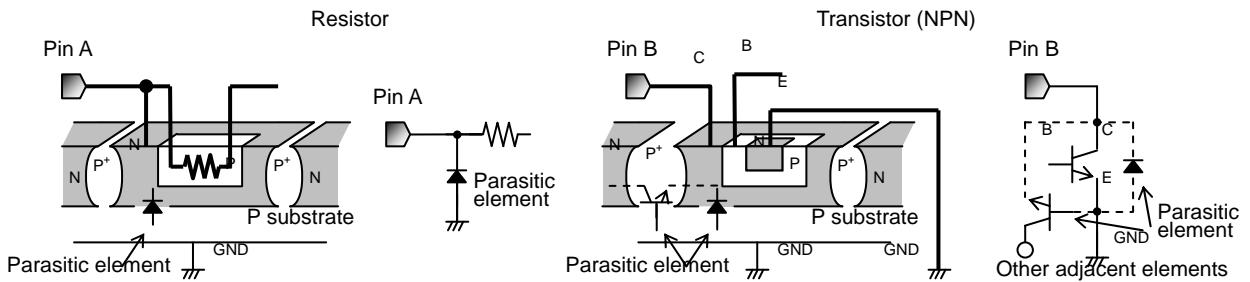 Resistor
Transistor (NPN)
Pin A
Pin B
C
B
E
Pin B
Pin A
N
P+
P
P+
N
N
N
P+
N
P
P+
N
B
C
E
Parasitic
element
P substrate
GND
Parasitic element
P substrate
GND
GND
Parasitic element
Parasitic
element
GND
Other adjacent elements